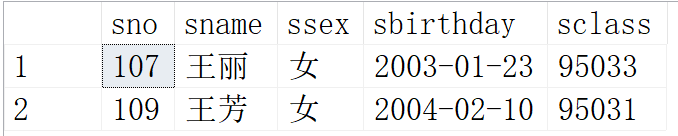 sno sname ssex sbirthday sclass
1 107 王丽 女 2003-01-23 95033
2 109 王芳 女 2004-02-10 95031